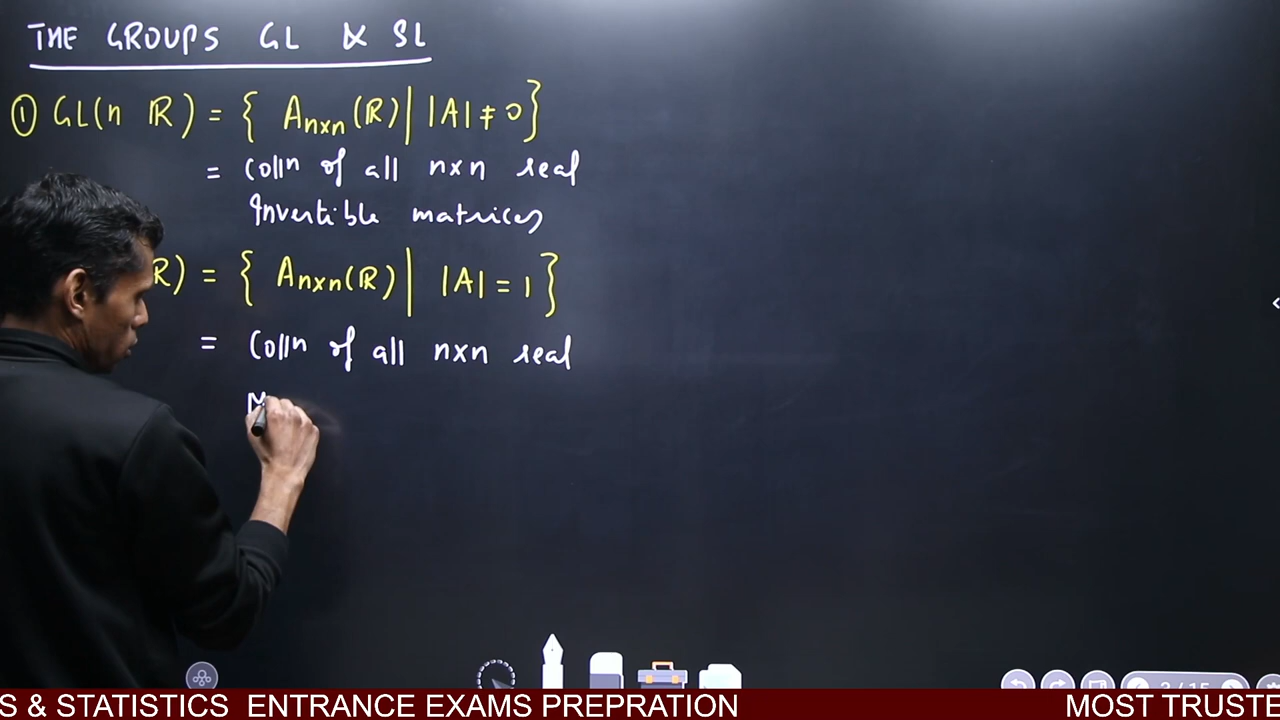 THE GROUPS GL & SL
① GL(n ℝ) = { Anxn(ℝ) | |A| ≠ 0 }
= Collⁿ of all nxn real
Invertible matrices
ℝ) = { Anxn(ℝ) | |A| = 1 }
= Collⁿ of all nxn real
S & STATISTICS ENTRANCE EXAMS PREPRATION MOST TRUSTE